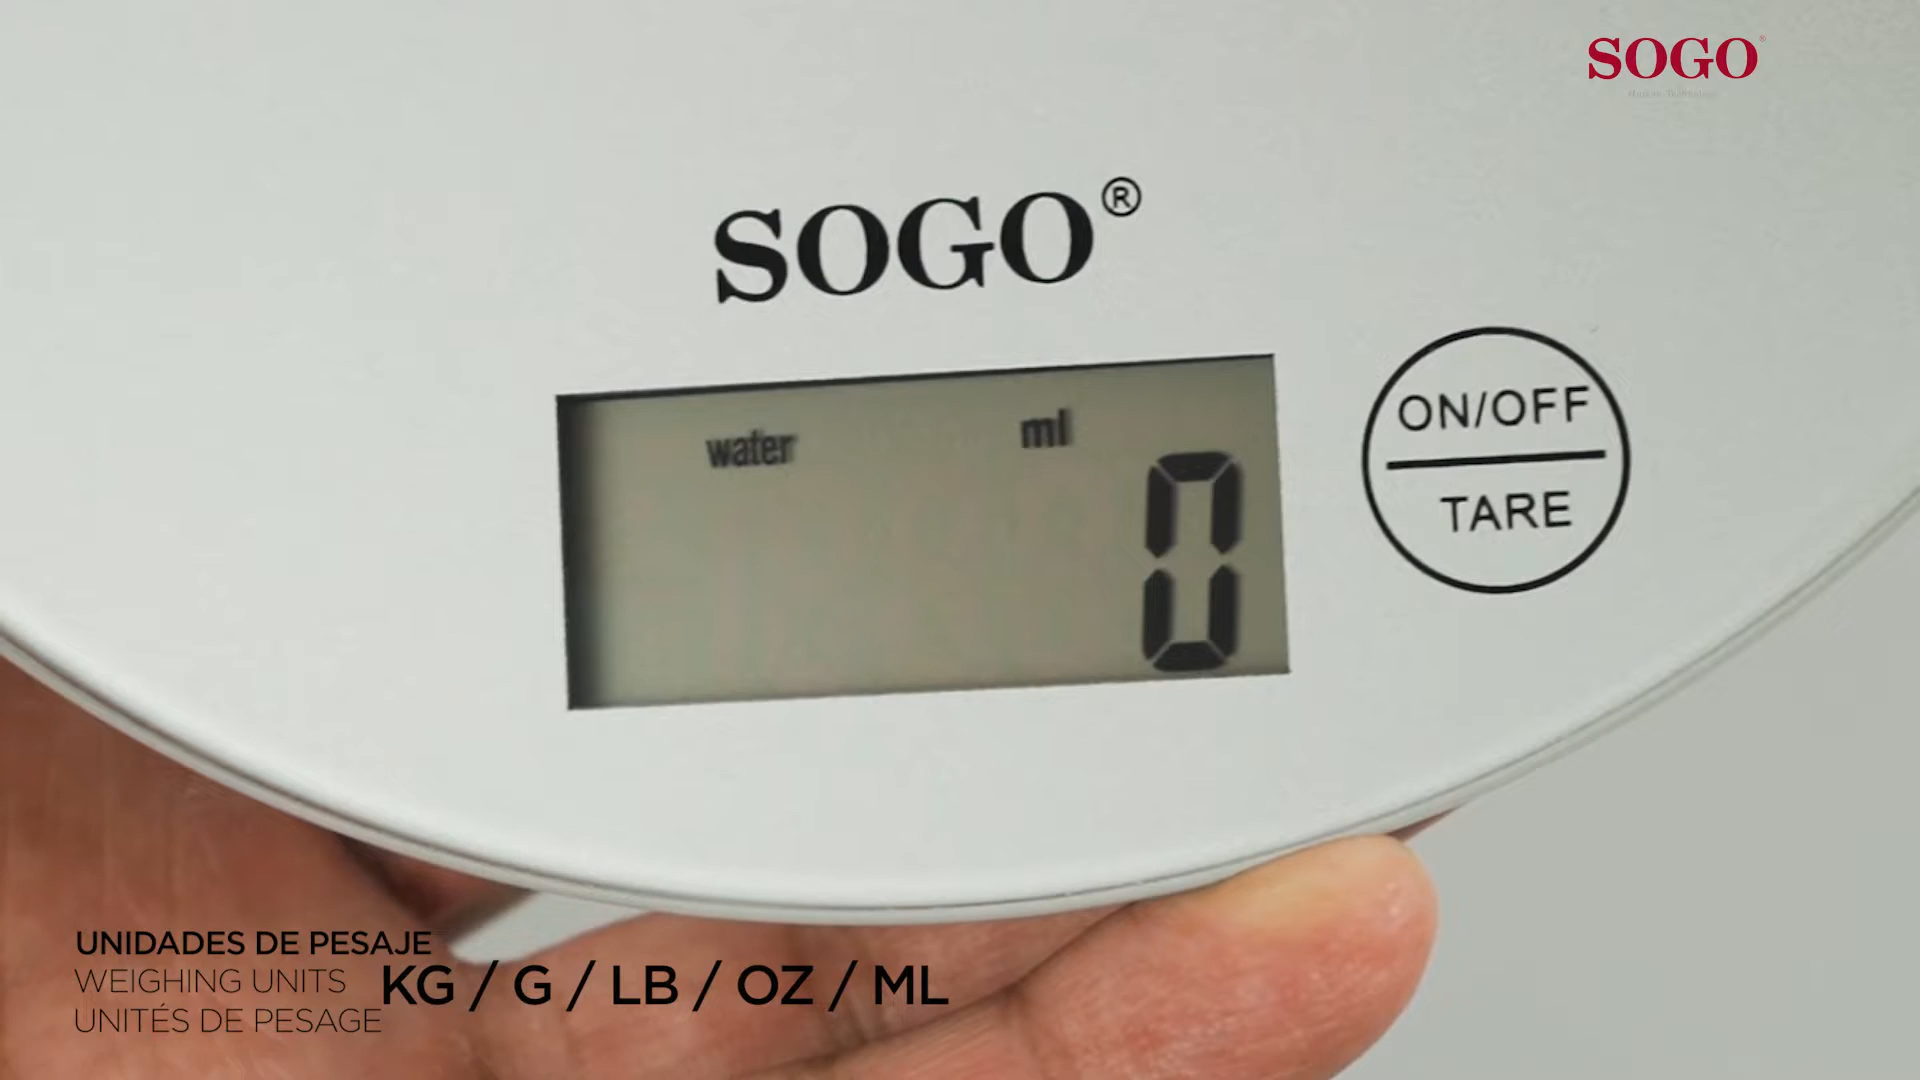 SOGO®
SOGO®
water ml
0
ON/OFF
TARE
UNIDADES DE PESAJE
WEIGHING UNITS
UNITÉS DE PESAGE
KG / G / LB / OZ / ML